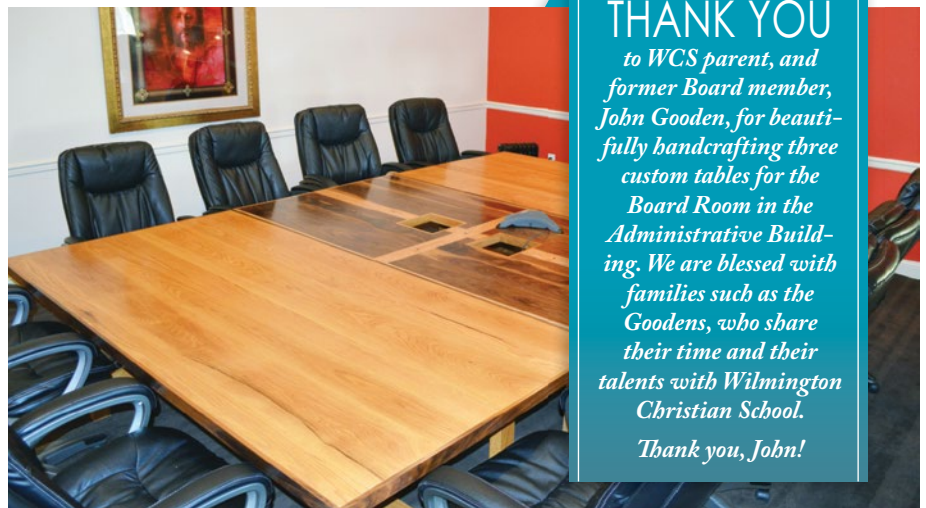 THANK YOU
to WCS parent, and
former Board member,
John Gooden, for beauti-
fully handcrafting three
custom tables for the
Board Room in the
Administrative Build-
ing. We are blessed with
families such as the
Goodens, who share
their time and their
talents with Wilmington
Christian School.
Thank you, John!